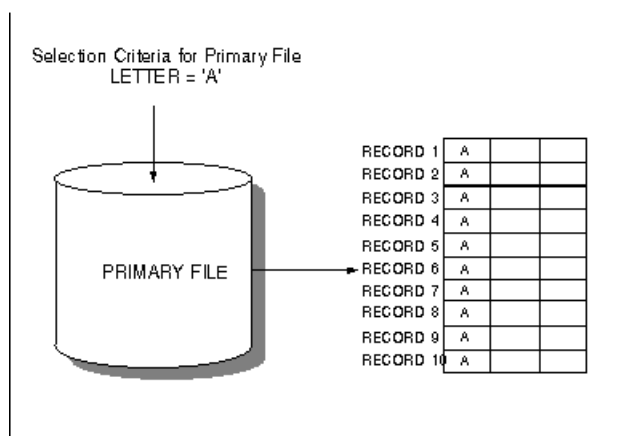 Selection Criteria for Primary File
LETTER = 'A'
PRIMARY FILE
RECORD 1 A
RECORD 2 A
RECORD 3 A
RECORD 4 A
RECORD 5 A
RECORD 6 A
RECORD 7 A
RECORD 8 A
RECORD 9 A
RECORD 10 A